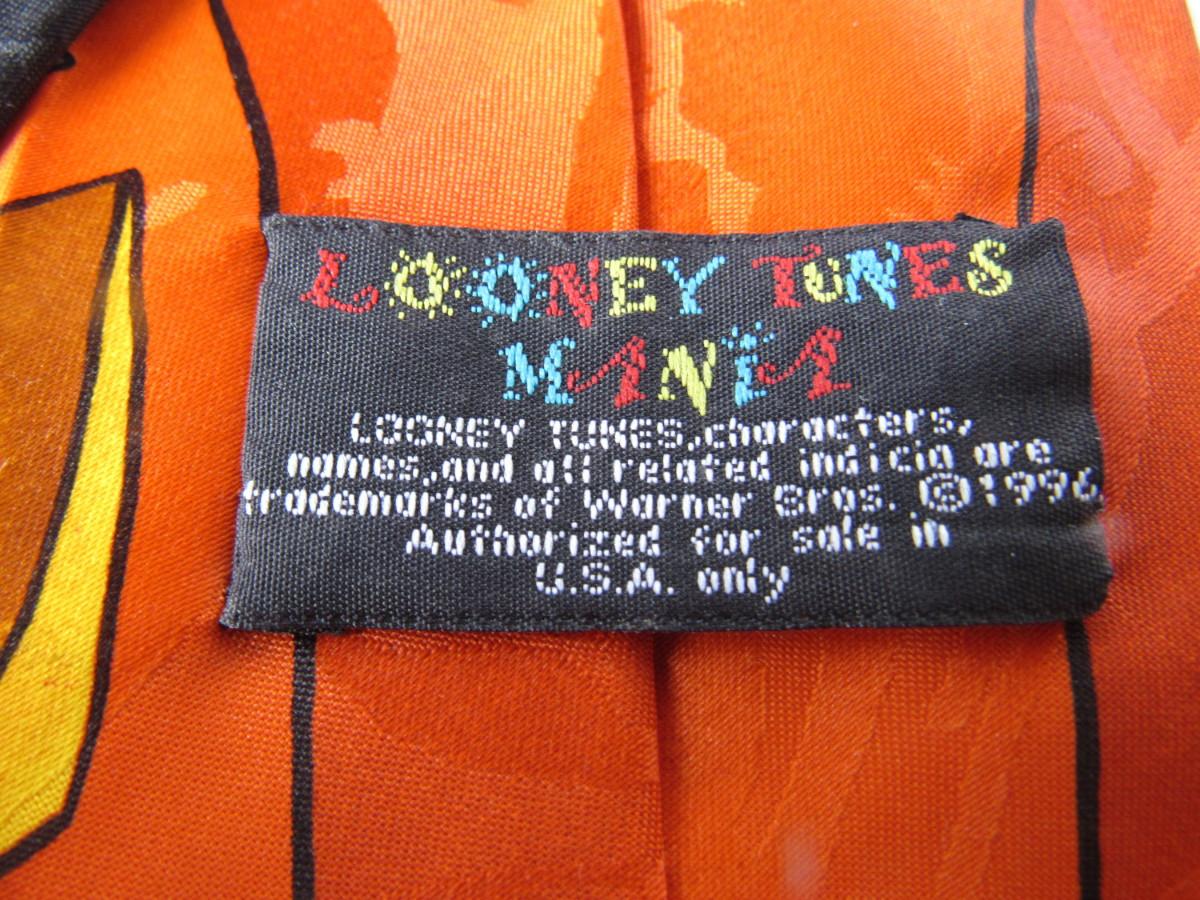 LOONEY TUNES
MANIA
LOONEY TUNES,characters,
names,and all related indicia are
trademarks of Warner Bros. ©1996.
Authorized for sale in
U.S.A. only